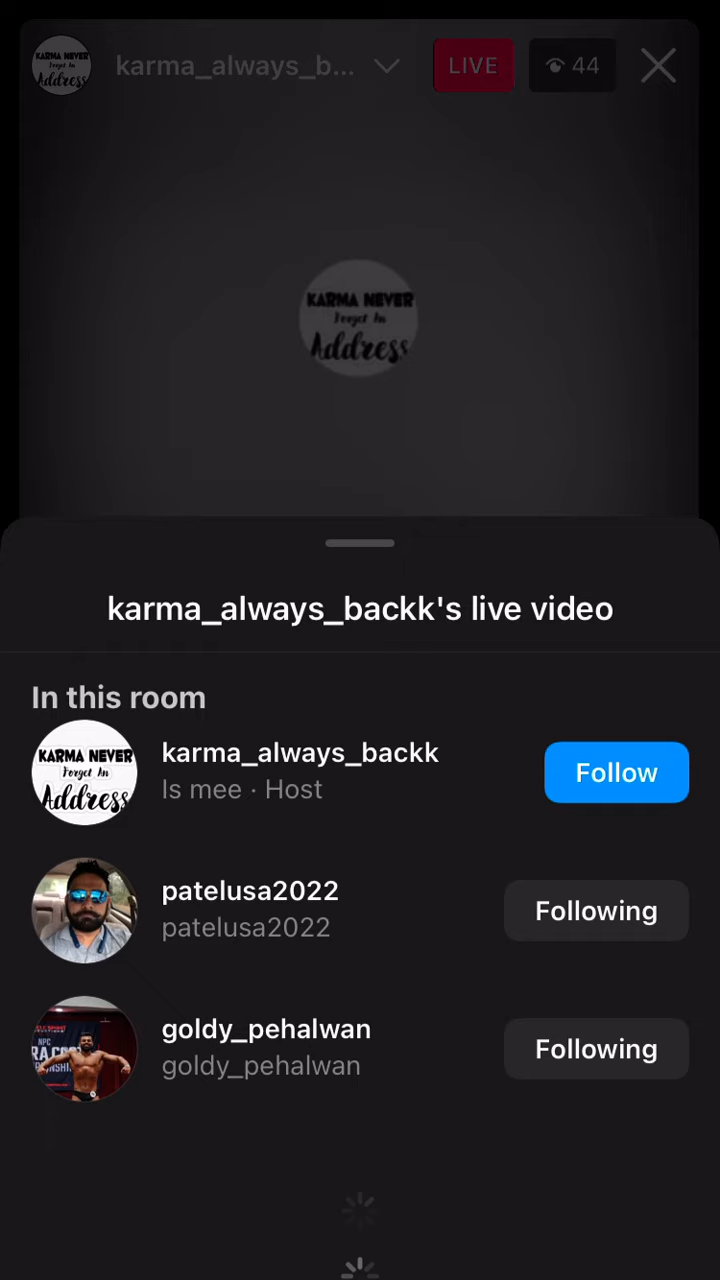 KARMA NEVER
Forget An
Address
karma_always_b...
LIVE
44
KARMA NEVER
Forget An
Address
karma_always_backk's live video
In this room
KARMA NEVER
Forget An
Address
karma_always_backk
Is mee · Host
Follow
patelusa2022
patelusa2022
Following
NPC
goldy_pehalwan
goldy_pehalwan
Following